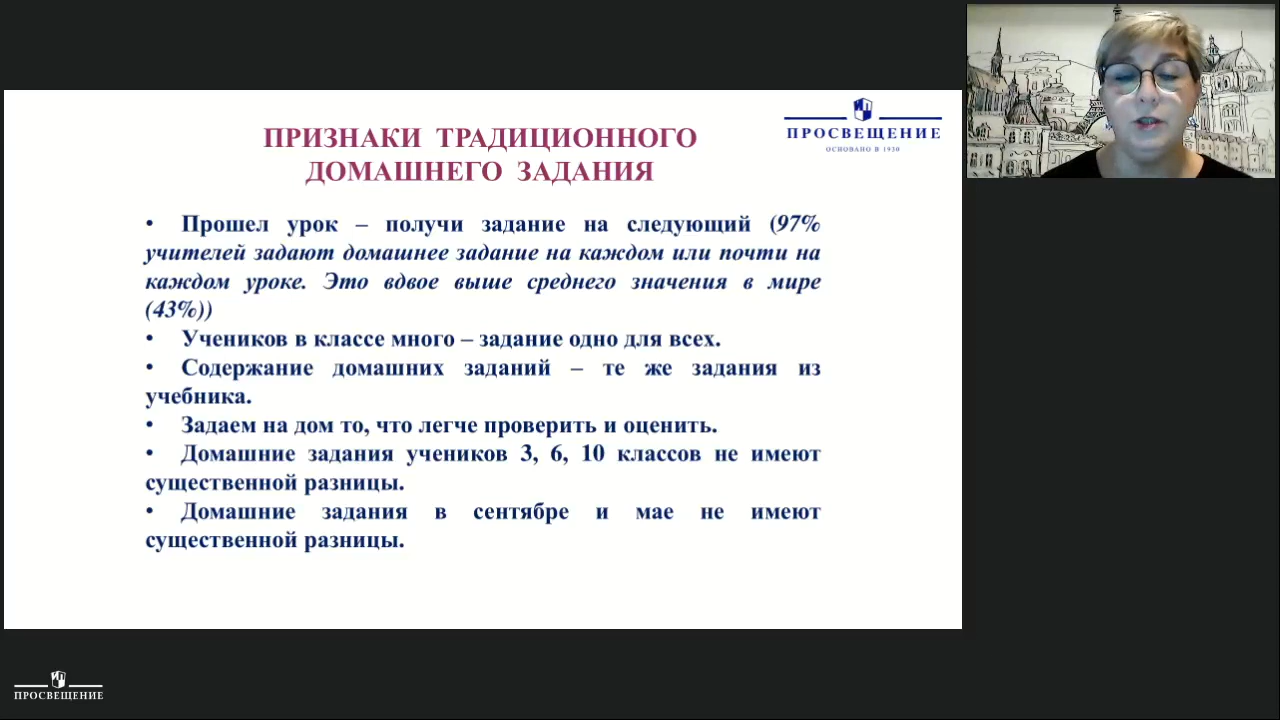 ПРИЗНАКИ ТРАДИЦИОННОГО
ДОМАШНЕГО ЗАДАНИЯ
ПРОСВЕЩЕНИЕ
ОСНОВАНО В 1930
• Прошел урок – получи задание на следующий (97%
учителей задают домашнее задание на каждом или почти на
каждом уроке. Это вдвое выше среднего значения в мире
(43%))
• Учеников в классе много – задание одно для всех.
• Содержание домашних заданий – те же задания из
учебника.
• Задаем на дом то, что легче проверить и оценить.
• Домашние задания учеников 3, 6, 10 классов не имеют
существенной разницы.
• Домашние задания в сентябре и мае не имеют
существенной разницы.
ПРОСВЕЩЕНИЕ